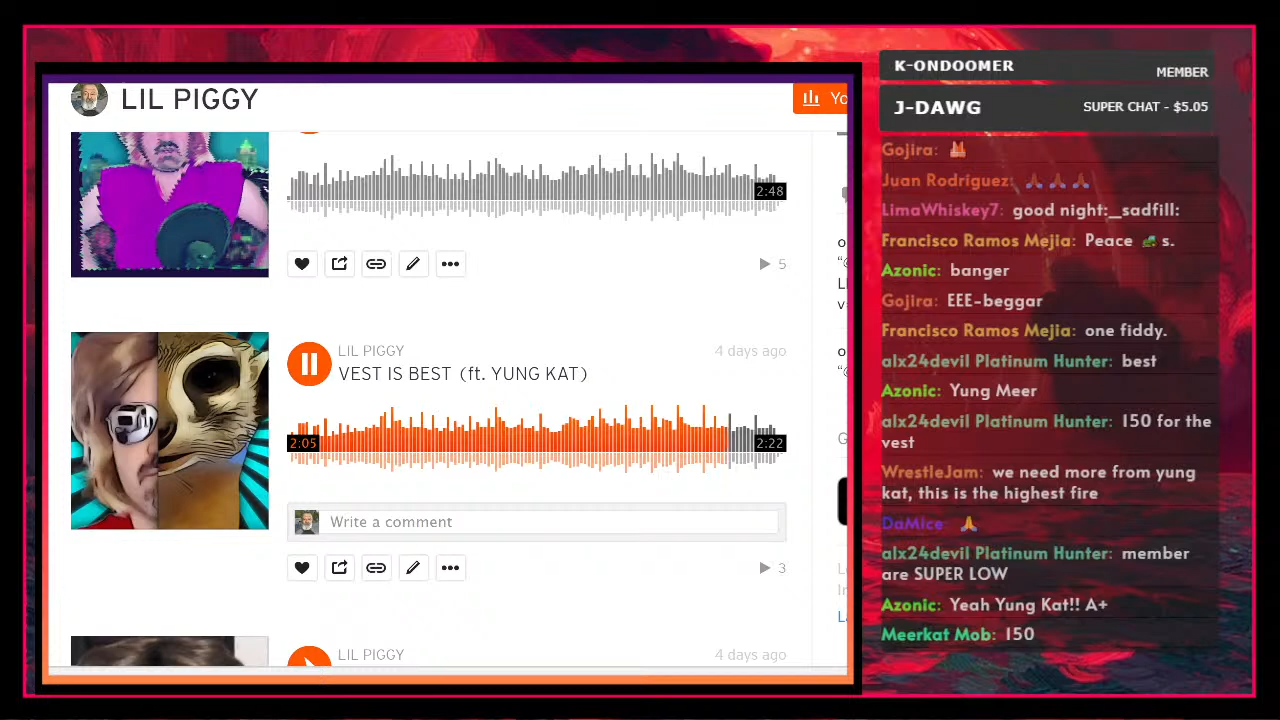 LIL PIGGY
Yo
2:48
5
LIL PIGGY
4 days ago
VEST IS BEST (ft. YUNG KAT)
2:05
2:22
Write a comment
3
LIL PIGGY
4 days ago
K-ONDOOMER
MEMBER
J-DAWG
SUPER CHAT - $5.05
Gojira:
Juan Rodriguez:
LimaWhiskey7: good night:_sadfill:
Francisco Ramos Mejia: Peace s.
Azonic: banger
Gojira: EEE-beggar
Francisco Ramos Mejia: one fiddy.
alx24devil Platinum Hunter: best
Azonic: Yung Meer
alx24devil Platinum Hunter: 150 for the
vest
WrestleJam: we need more from yung
kat, this is the highest fire
DaMice:
alx24devil Platinum Hunter: member
are SUPER LOW
Azonic: Yeah Yung Kat!! A+
Meerkat Mob: 150